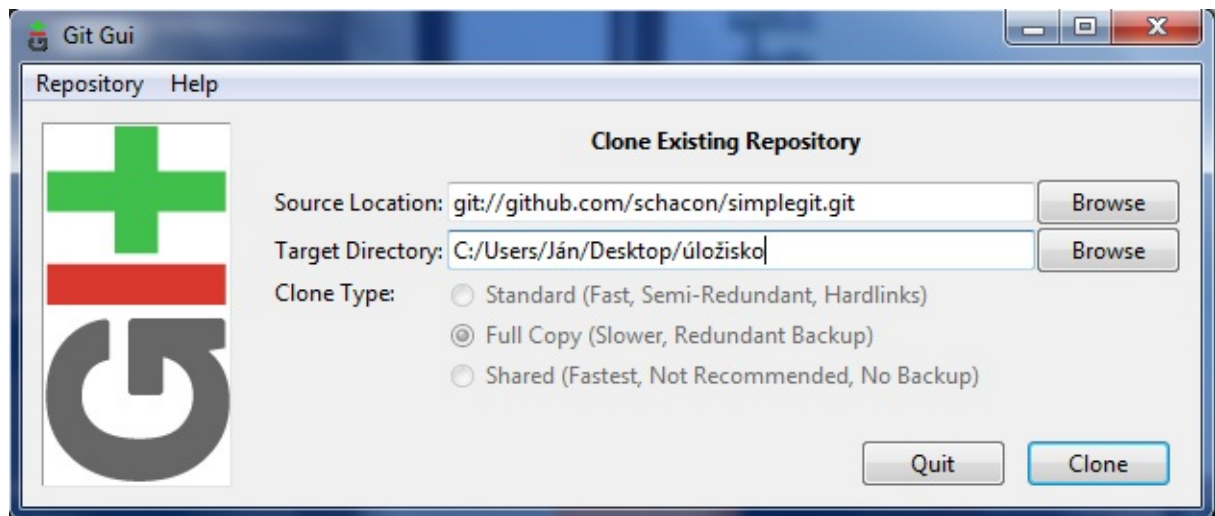 Git Gui
Repository Help
GIT
Clone Existing Repository
Source Location: git://github.com/schacon/simplegit.git Browse
Target Directory: C:/Users/Ján/Desktop/úložisko Browse
Clone Type: Standard (Fast, Semi-Redundant, Hardlinks)
Full Copy (Slower, Redundant Backup)
Shared (Fastest, Not Recommended, No Backup)
Quit Clone